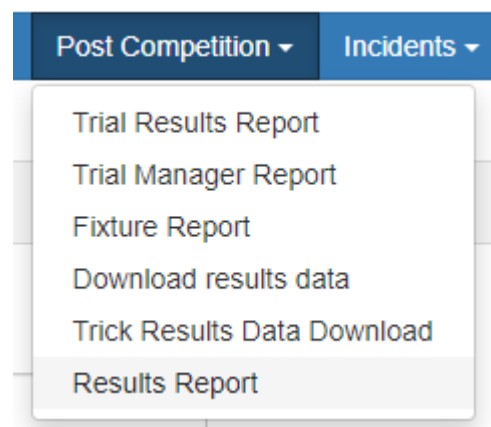 Post Competition Incidents
Trial Results Report
Trial Manager Report
Fixture Report
Download results data
Trick Results Data Download
Results Report